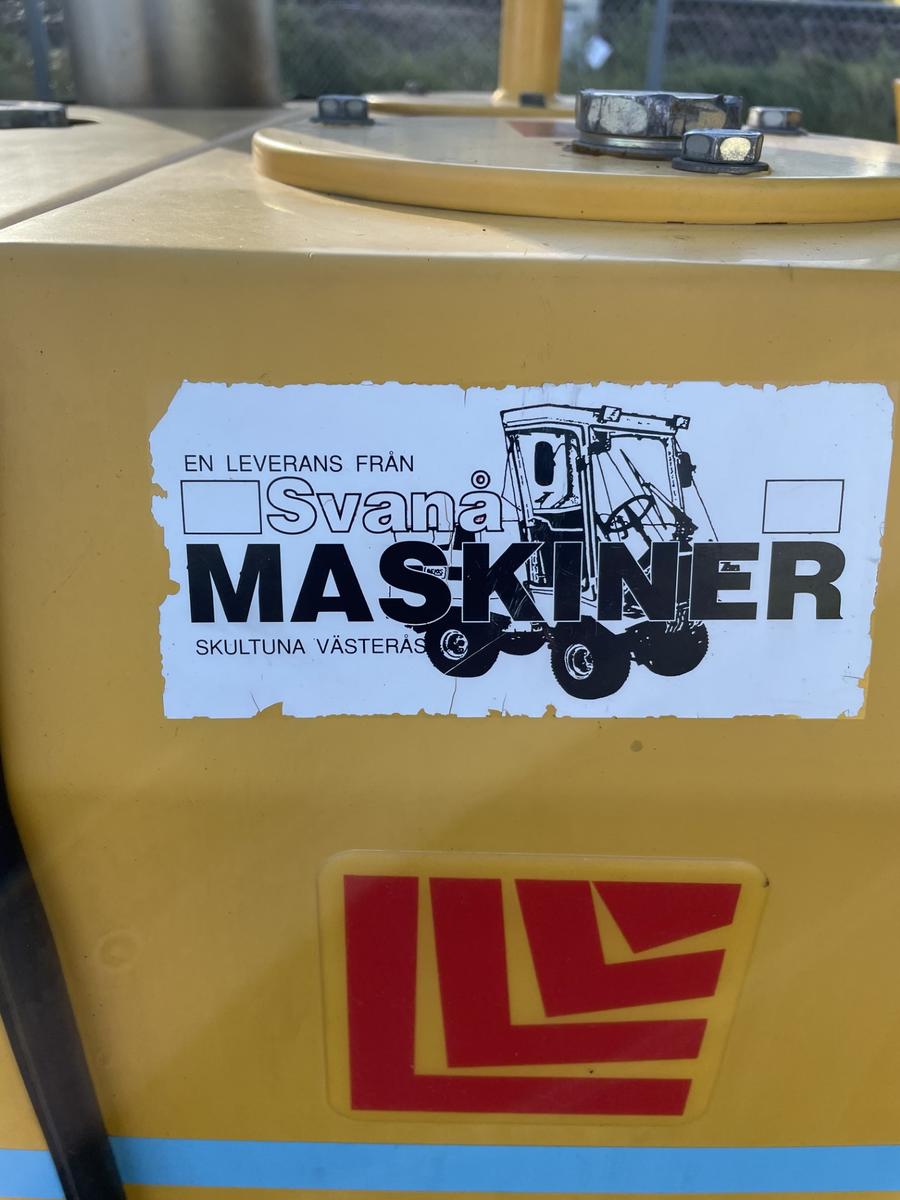 EN LEVERANS FRÅN
Svanå
MASKINER
SKULTUNA VÄSTERÅS